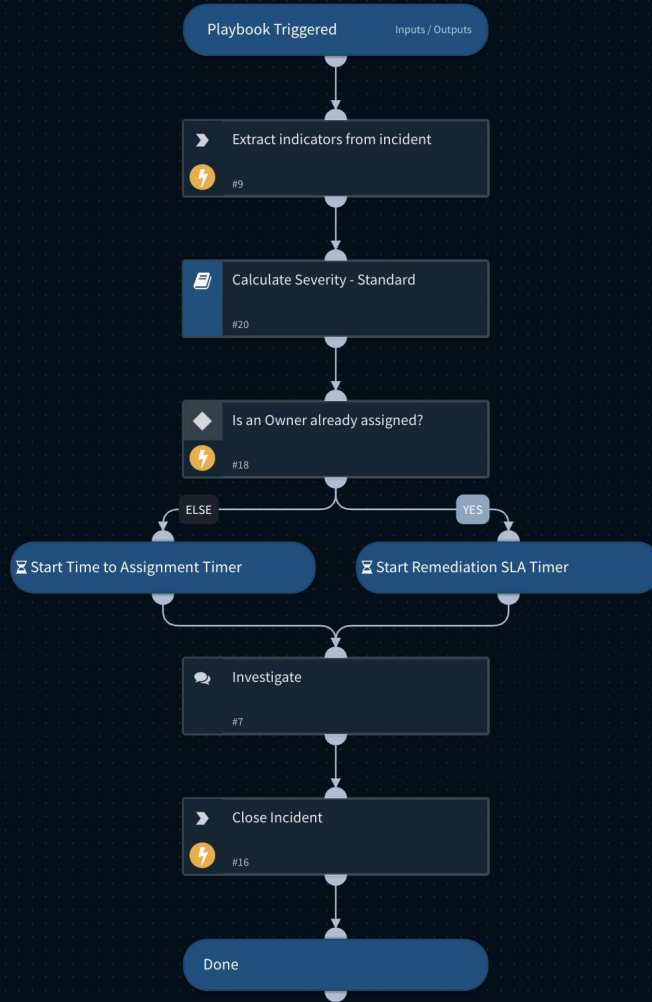 Playbook Triggered
Inputs / Outputs
Extract indicators from incident
#9
Calculate Severity - Standard
#20
Is an Owner already assigned?
#18
ELSE
YES
Start Time to Assignment Timer
Start Remediation SLA Timer
Investigate
#7
Close Incident
#16
Done